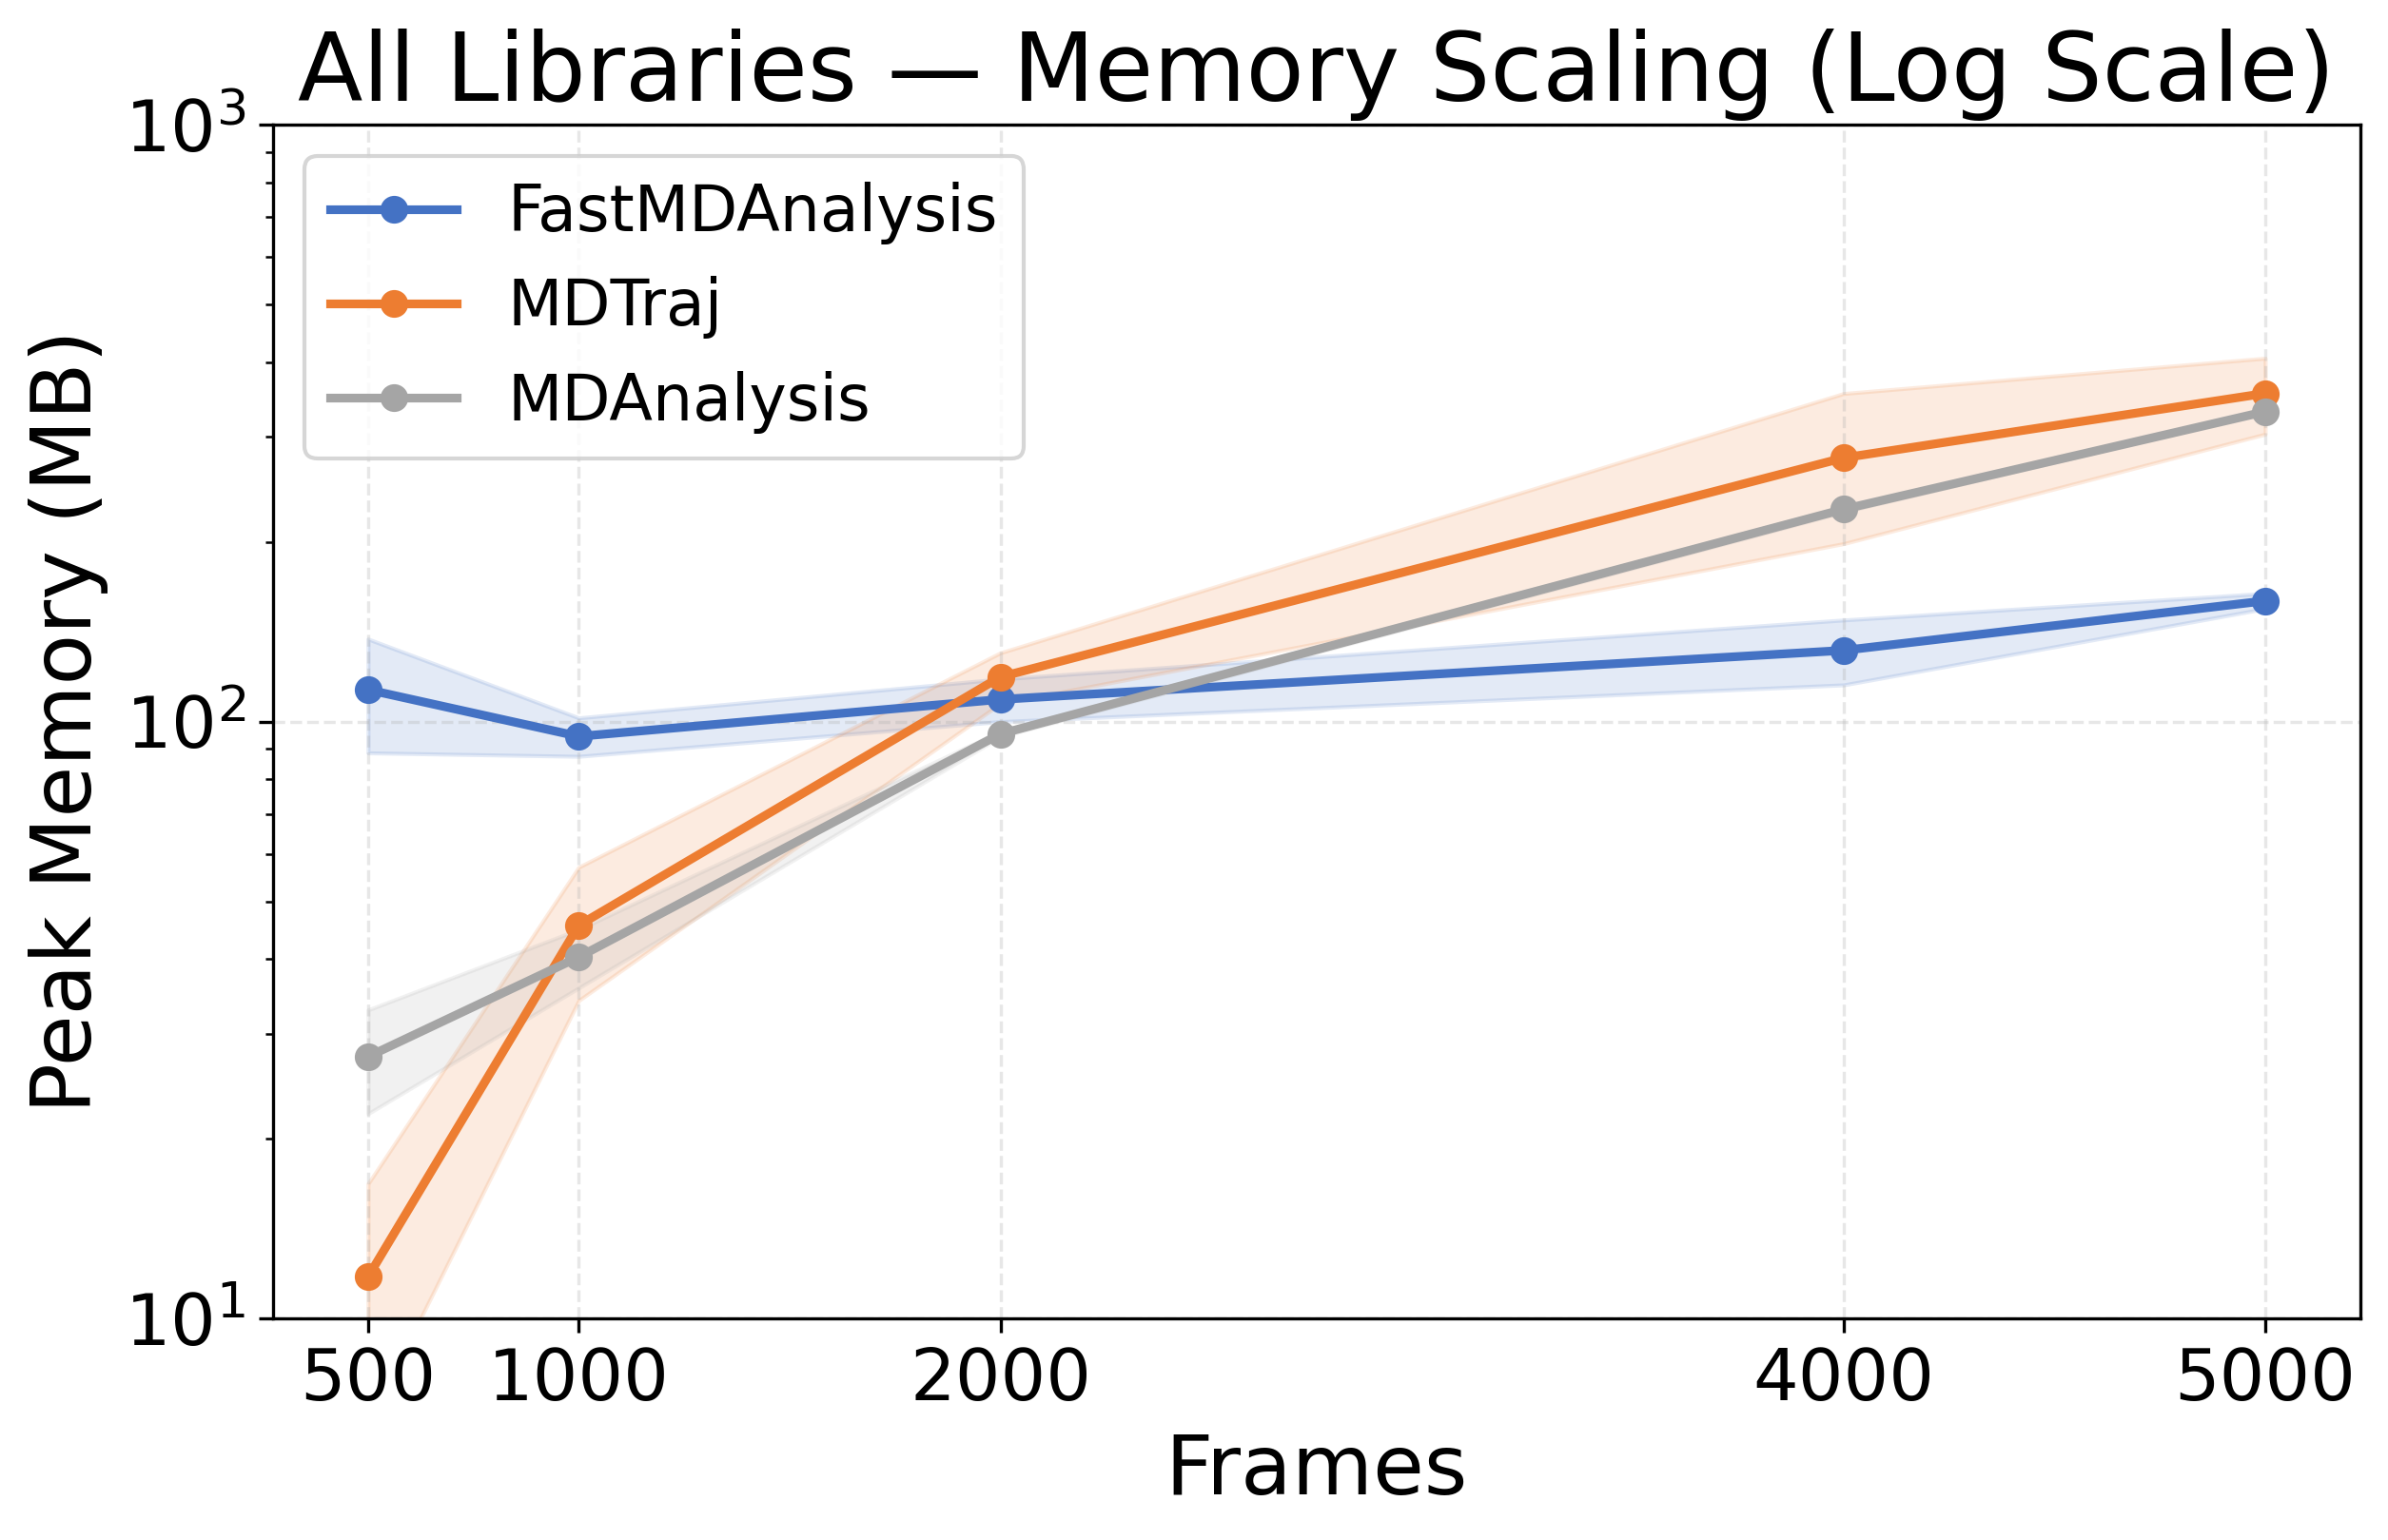 All Libraries — Memory Scaling (Log Scale)
10³
10²
10¹
Peak Memory (MB)
FastMDAnalysis
MDTraj
MDAnalysis
500 1000 2000 4000 5000
Frames